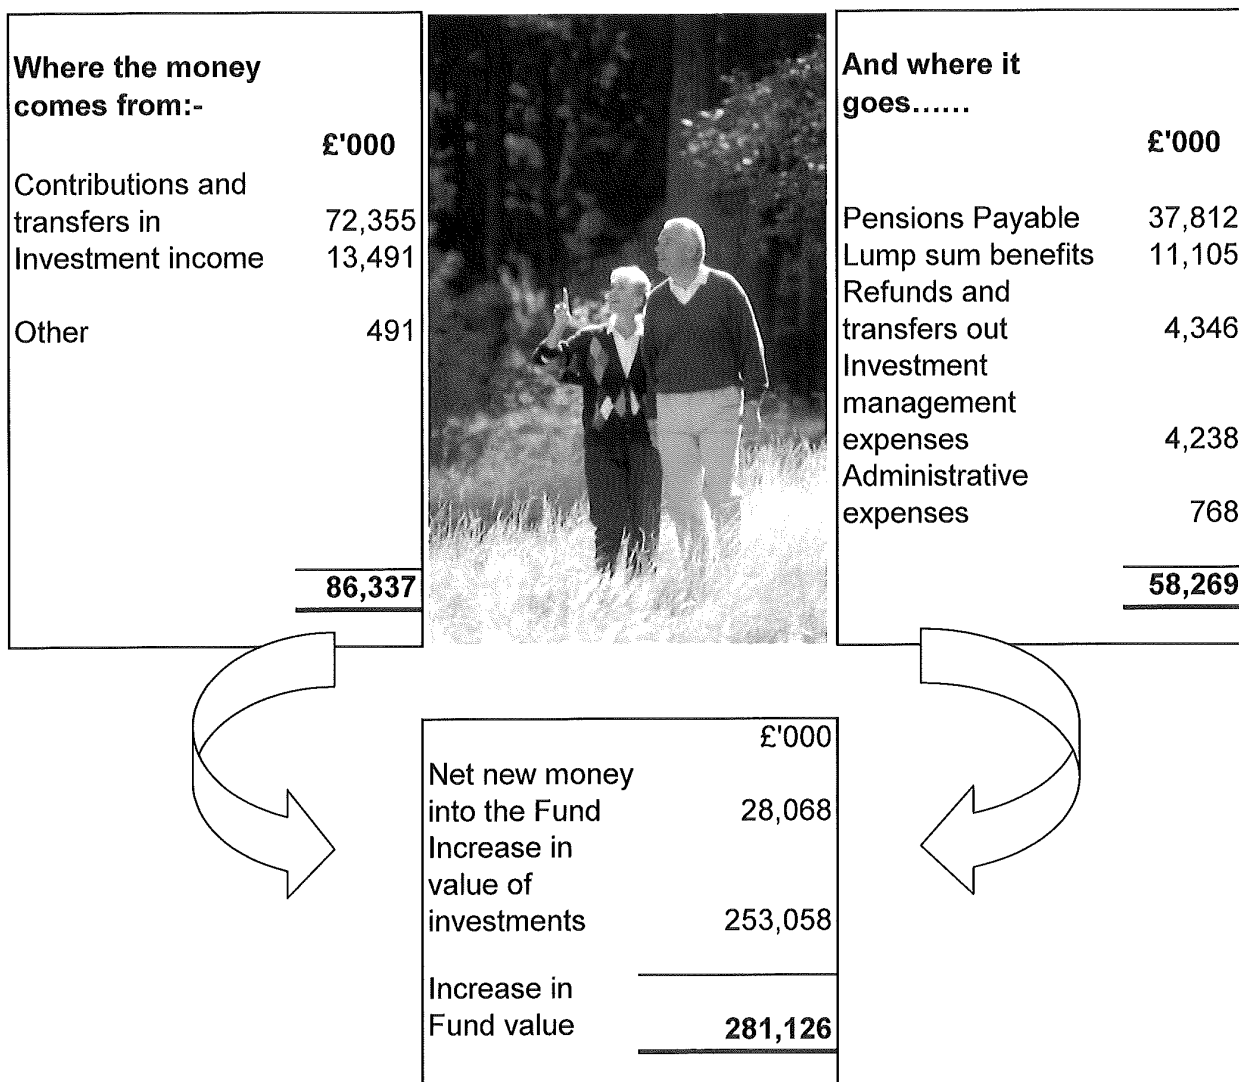 Where the money
comes from:-
£'000
Contributions and
transfers in 72,355
Investment income 13,491
Other 491
86,337
And where it
goes......
£'000
Pensions Payable 37,812
Lump sum benefits 11,105
Refunds and
transfers out 4,346
Investment
management
expenses 4,238
Administrative
expenses 768
58,269
£'000
Net new money
into the Fund 28,068
Increase in
value of
investments 253,058
Increase in
Fund value 281,126